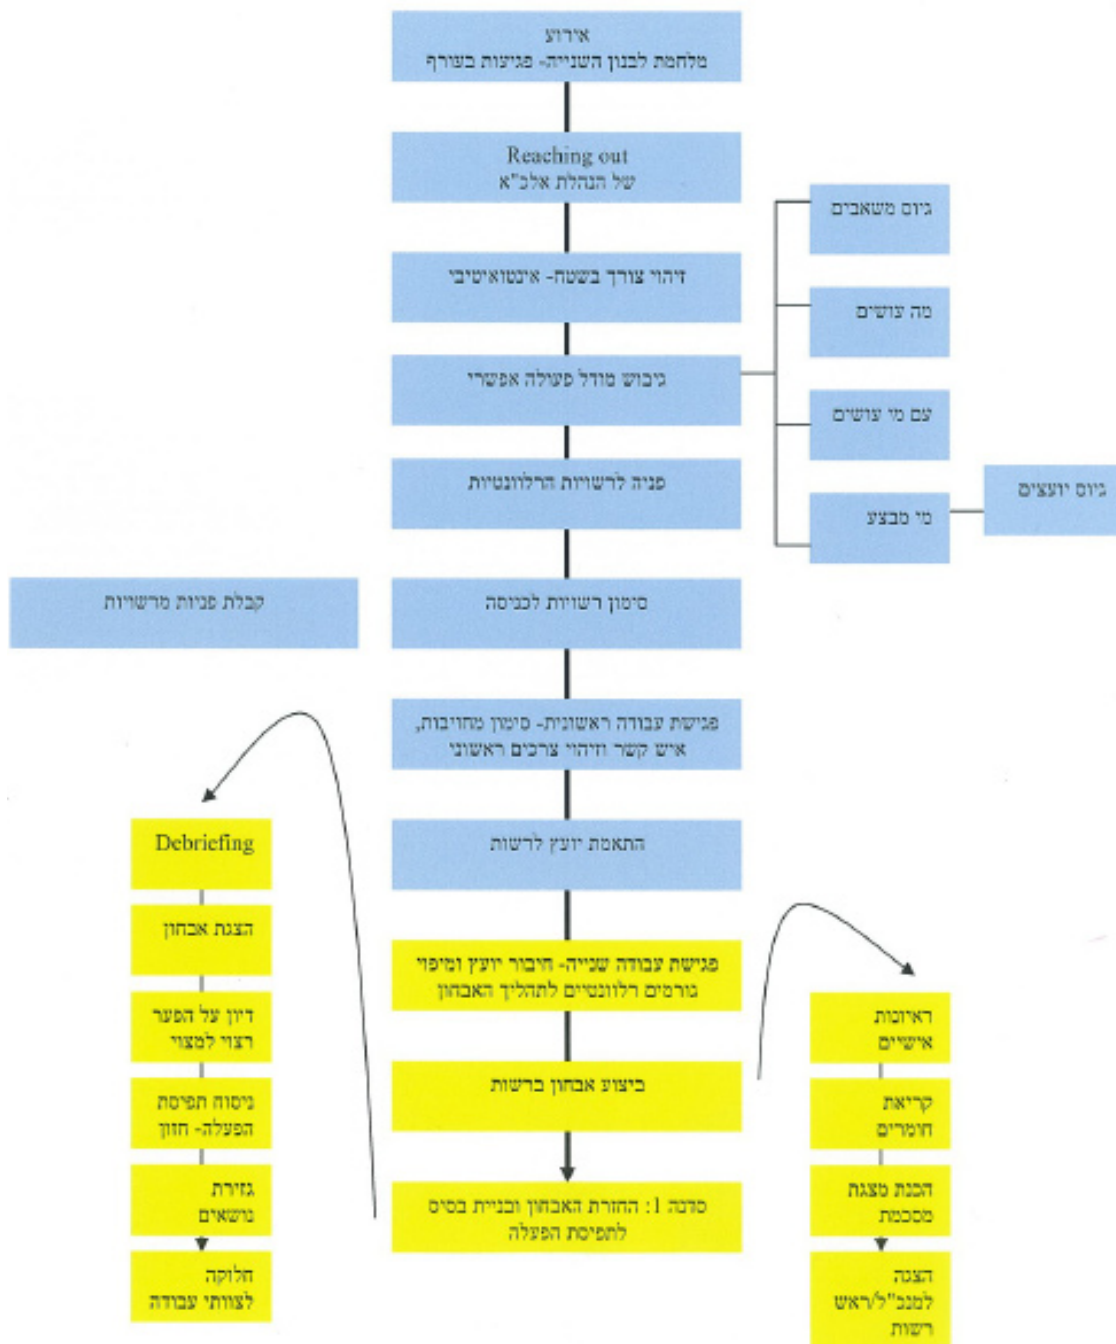 אירוע
מלחמת לבנון השנייה- פגיעות בעורף
Reaching out
של הנהלת אלכ"א
זיהוי צורך בשטח- אינטואיטיבי
גיבוש מודל פעולה אפשרי
גיוס משאבים
מה עושים
עם מי עושים
מי מבצע
גיוס יועצים
פניה לרשויות הרלוונטיות
סימון רשויות לכניסה
קבלת פניות מרשויות
פגישת עבודה ראשונית- סימון מחויבות,
איש קשר וזיהוי צרכים ראשוני
התאמת יועץ לרשות
פגישת עבודה שנייה- חיבור יועץ ומיפוי
גורמים רלוונטיים לתהליך האבחון
ביצוע אבחון ברשות
ראיונות
אישיים
קריאת
חומרים
הכנת מצגת
מסכמת
הצגה
למנכ"ל/ראש
רשות
סדנה 1: החזרת האבחון ובניית בסיס
לתפיסת הפעלה
Debriefing
הצגת אבחון
דיון על הפער
רצוי למצוי
ניסוח תפיסת
הפעלה- חזון
גזירת
נושאים
חלוקה
לצוותי עבודה